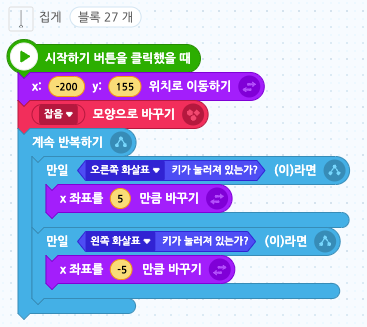 집게 블록 27 개
시작하기 버튼을 클릭했을 때
x: -200 y: 155 위치로 이동하기
잡음 모양으로 바꾸기
계속 반복하기
만일 오른쪽 화살표 키가 눌러져 있는가? (이)라면
x 좌표를 5 만큼 바꾸기
만일 왼쪽 화살표 키가 눌러져 있는가? (이)라면
x 좌표를 -5 만큼 바꾸기